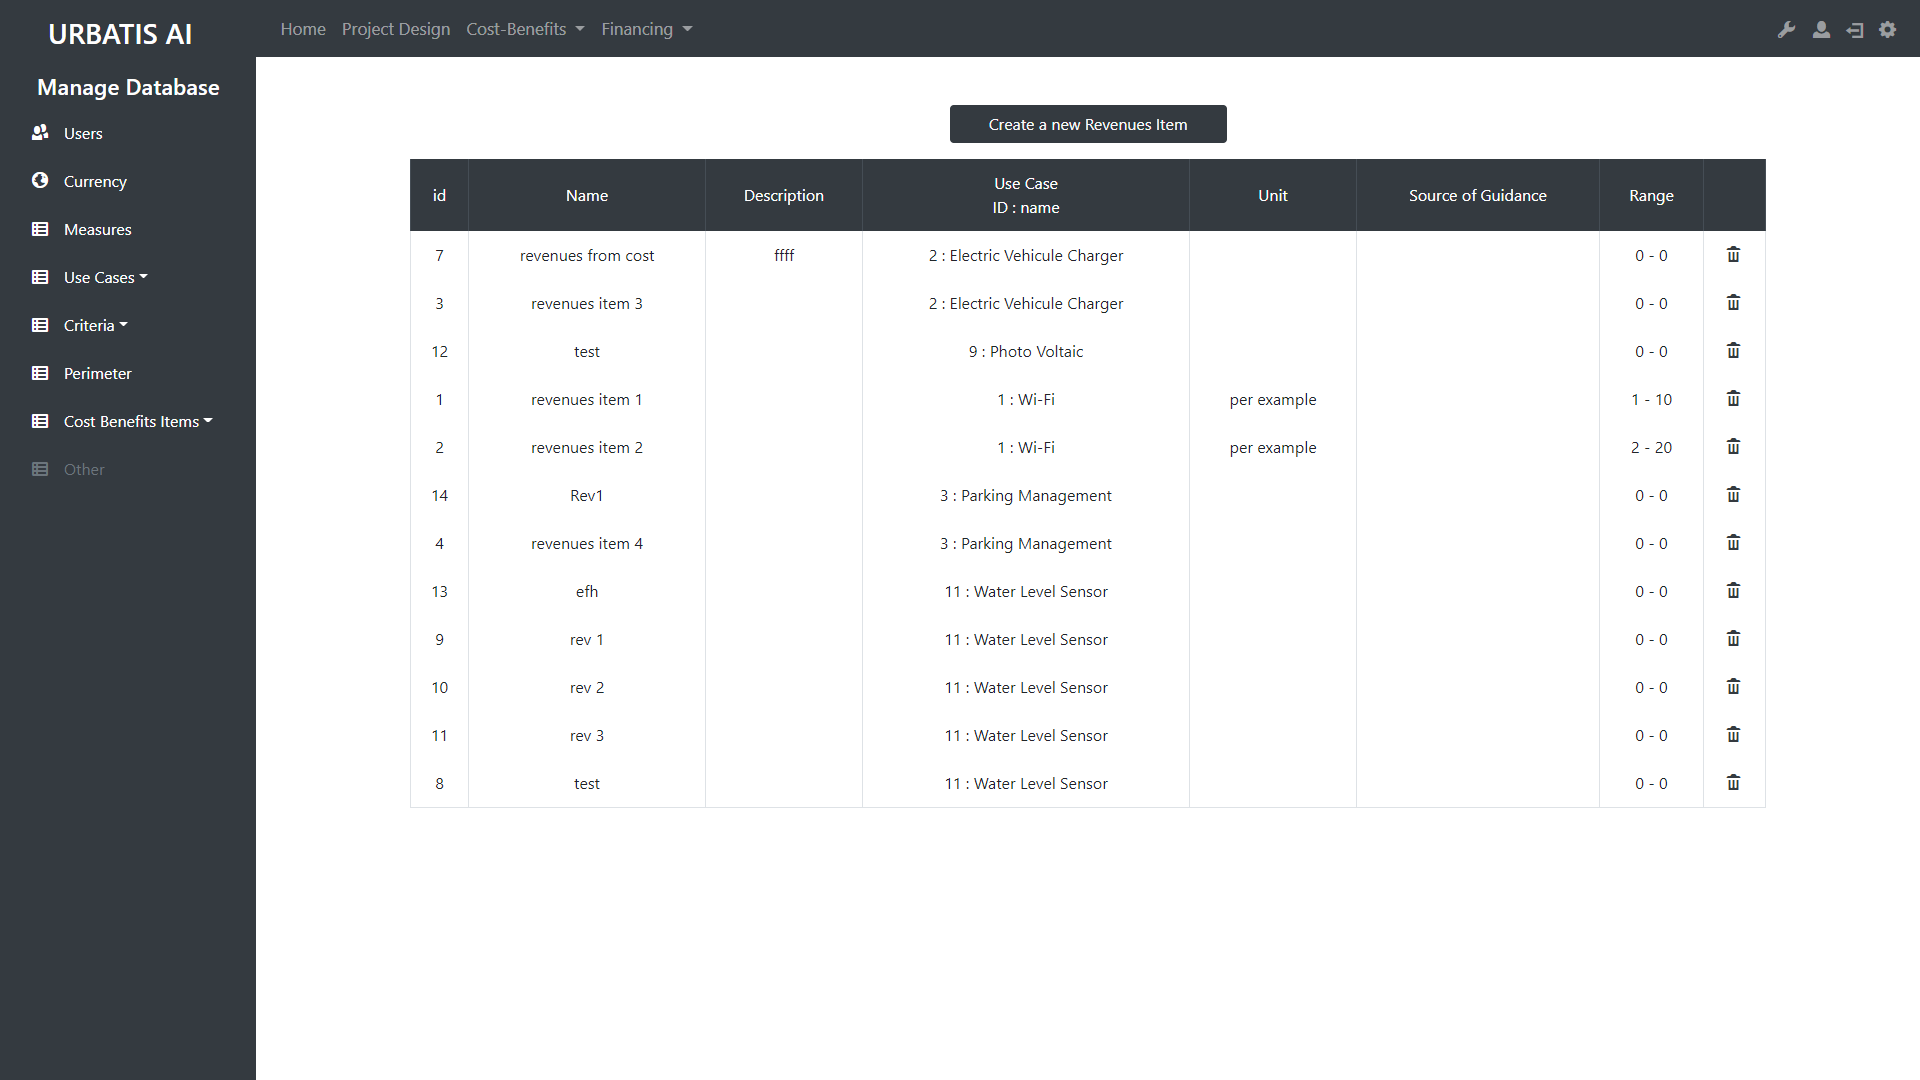 URBATIS AI
Home Project Design Cost-Benefits Financing
Manage Database
Users
Currency
Measures
Use Cases
Criteria
Perimeter
Cost Benefits Items
Other
Create a new Revenues Item
id Name Description Use Case ID : name Unit Source of Guidance Range
7 revenues from cost ffff 2 : Electric Vehicule Charger 0 - 0
3 revenues item 3 2 : Electric Vehicule Charger 0 - 0
12 test 9 : Photo Voltaic 0 - 0
1 revenues item 1 1 : Wi-Fi per example 1 - 10
2 revenues item 2 1 : Wi-Fi per example 2 - 20
14 Rev1 3 : Parking Management 0 - 0
4 revenues item 4 3 : Parking Management 0 - 0
13 efh 11 : Water Level Sensor 0 - 0
9 rev 1 11 : Water Level Sensor 0 - 0
10 rev 2 11 : Water Level Sensor 0 - 0
11 rev 3 11 : Water Level Sensor 0 - 0
8 test 11 : Water Level Sensor 0 - 0